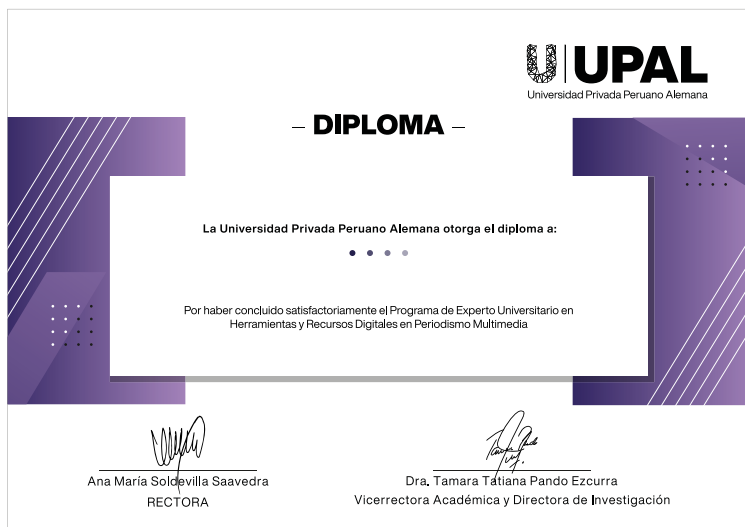 UPAL
Universidad Privada Peruano Alemana
– DIPLOMA –
La Universidad Privada Peruano Alemana otorga el diploma a:
Por haber concluido satisfactoriamente el Programa de Experto Universitario en
Herramientas y Recursos Digitales en Periodismo Multimedia
Ana María Soldevilla Saavedra
RECTORA
Dra. Tamara Tatiana Pando Ezcurra
Vicerrectora Académica y Directora de Investigación